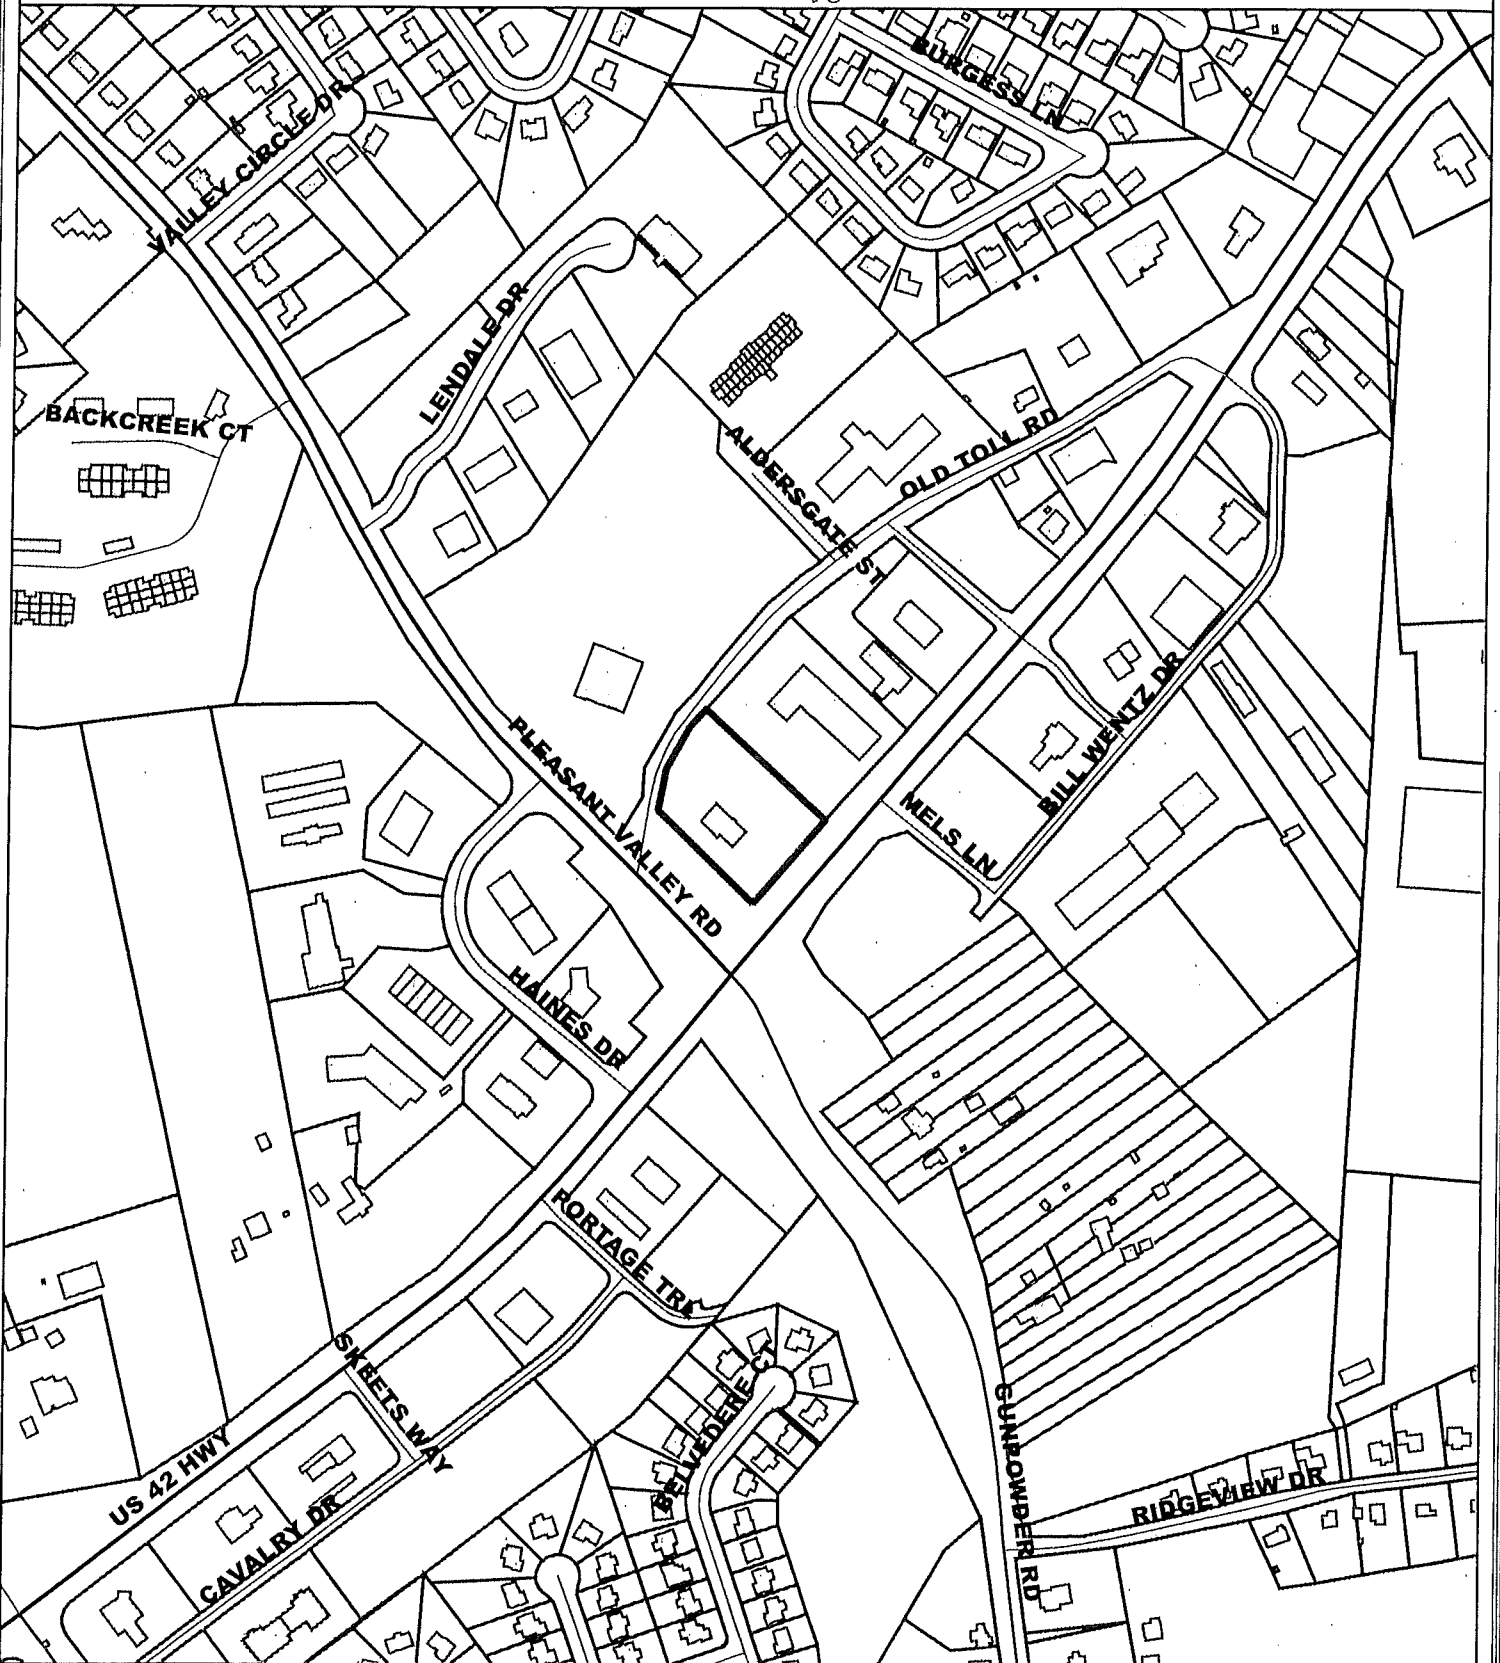 BURGESS LN
VALLEY CIRCLE DR
LENDALE DR
BACKCREEK CT
ALDERSGATE ST
OLD TOLL RD
PLEASANT VALLEY RD
BILL WENTZ DR
MELS LN
HAINES DR
PORTAGE TRL
SKEETS WAY
BELVEDERE CT
US 42 HWY
CAVALRY DR
GUNPOWDER RD
RIDGEVIEW DR